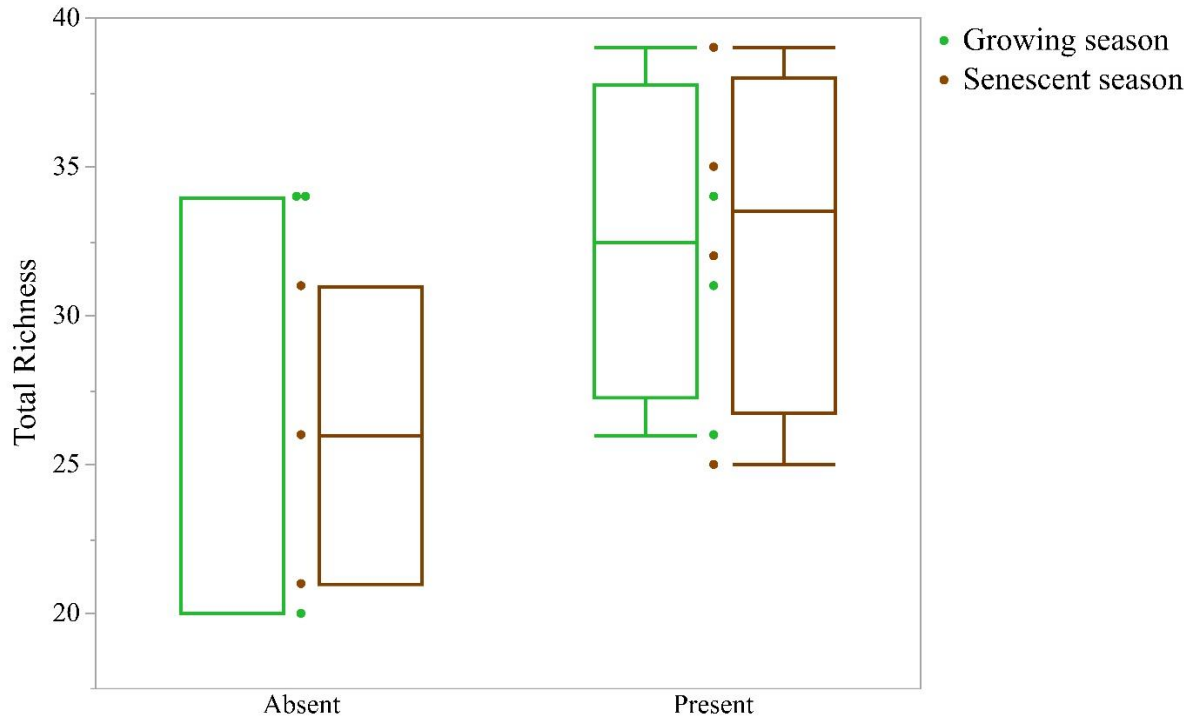 Growing season
Senescent season
Total Richness
40
35
30
25
20
Absent
Present